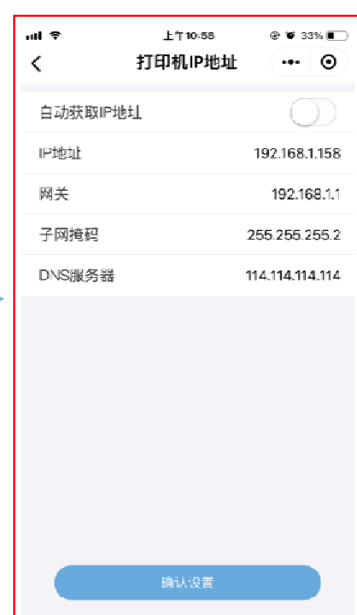 上午10:58 33%
打印机IP地址
自动获取IP地址
IP地址 192.168.1.158
网关 192.168.1.1
子网掩码 255.255.255.2
DNS服务器 114.114.114.114
确认设置